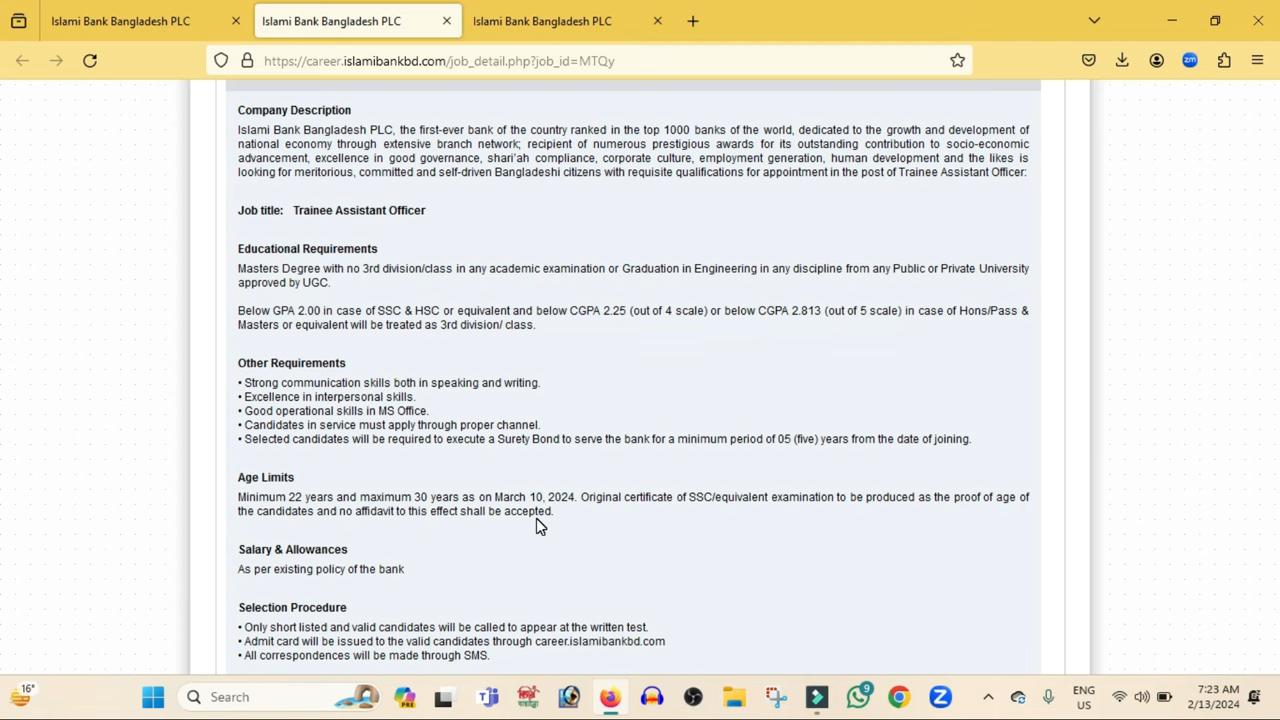 Islami Bank Bangladesh PLC
Islami Bank Bangladesh PLC
Islami Bank Bangladesh PLC
https://career.islamibankbd.com/job_detail.php?job_id=MTQy
zm
Company Description
Islami Bank Bangladesh PLC, the first-ever bank of the country ranked in the top 1000 banks of the world, dedicated to the growth and development of
national economy through extensive branch network; recipient of numerous prestigious awards for its outstanding contribution to socio-economic
advancement, excellence in good governance, shari'ah compliance, corporate culture, employment generation, human development and the likes is
looking for meritorious, committed and self-driven Bangladeshi citizens with requisite qualifications for appointment in the post of Trainee Assistant Officer:
Job title: Trainee Assistant Officer
Educational Requirements
Masters Degree with no 3rd division/class in any academic examination or Graduation in Engineering in any discipline from any Public or Private University
approved by UGC.
Below GPA 2.00 in case of SSC & HSC or equivalent and below CGPA 2.25 (out of 4 scale) or below CGPA 2.813 (out of 5 scale) in case of Hons/Pass &
Masters or equivalent will be treated as 3rd division/ class.
Other Requirements
• Strong communication skills both in speaking and writing.
• Excellence in interpersonal skills.
• Good operational skills in MS Office.
• Candidates in service must apply through proper channel.
• Selected candidates will be required to execute a Surety Bond to serve the bank for a minimum period of 05 (five) years from the date of joining.
Age Limits
Minimum 22 years and maximum 30 years as on March 10, 2024. Original certificate of SSC/equivalent examination to be produced as the proof of age of
the candidates and no affidavit to this effect shall be accepted.
Salary & Allowances
As per existing policy of the bank
Selection Procedure
• Only short listed and valid candidates will be called to appear at the written test.
• Admit card will be issued to the valid candidates through career.islamibankbd.com
• All correspondences will be made through SMS.
16°
Search
PRE
9
ENG
US
7:23 AM
2/13/2024